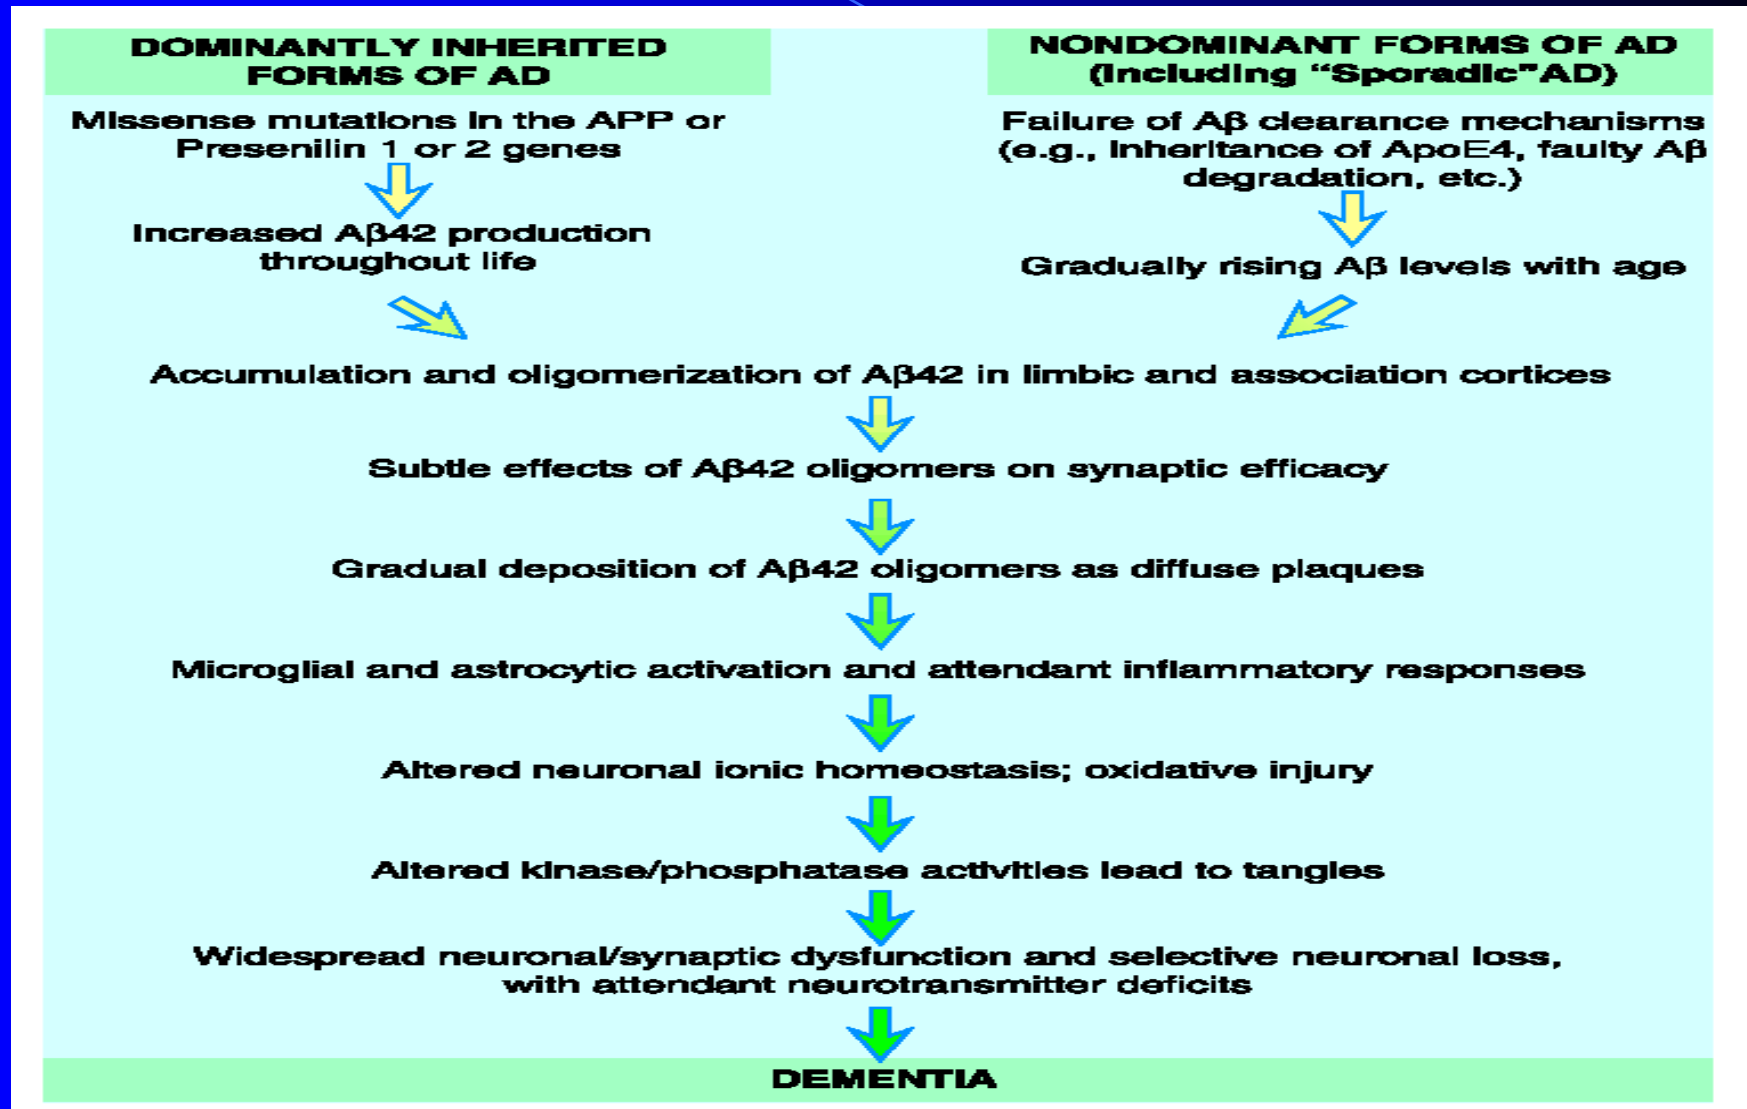 DOMINANTLY INHERITED
FORMS OF AD
Missense mutations in the APP or
Presenilin 1 or 2 genes
Increased Aβ42 production
throughout life
NONDOMINANT FORMS OF AD
(Including “Sporadic”AD)
Failure of Aβ clearance mechanisms
(e.g., Inheritance of ApoE4, faulty Aβ
degradation, etc.)
Gradually rising Aβ levels with age
Accumulation and oligomerization of Aβ42 in limbic and association cortices
Subtle effects of Aβ42 oligomers on synaptic efficacy
Gradual deposition of Aβ42 oligomers as diffuse plaques
Microglial and astrocytic activation and attendant inflammatory responses
Altered neuronal ionic homeostasis; oxidative injury
Altered kinase/phosphatase activities lead to tangles
Widespread neuronal/synaptic dysfunction and selective neuronal loss,
with attendant neurotransmitter deficits
DEMENTIA